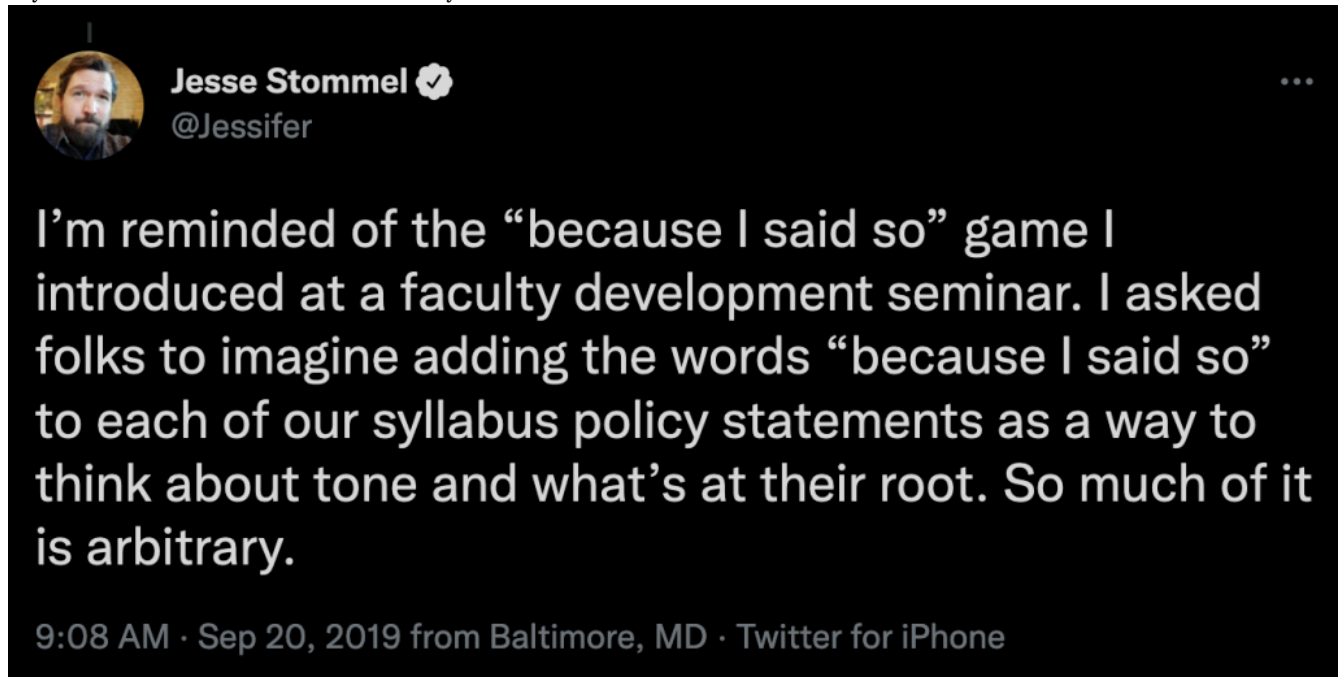 Jesse Stommel
@Jessifer
I’m reminded of the “because I said so” game I
introduced at a faculty development seminar. I asked
folks to imagine adding the words “because I said so”
to each of our syllabus policy statements as a way to
think about tone and what’s at their root. So much of it
is arbitrary.
9:08 AM · Sep 20, 2019 from Baltimore, MD · Twitter for iPhone